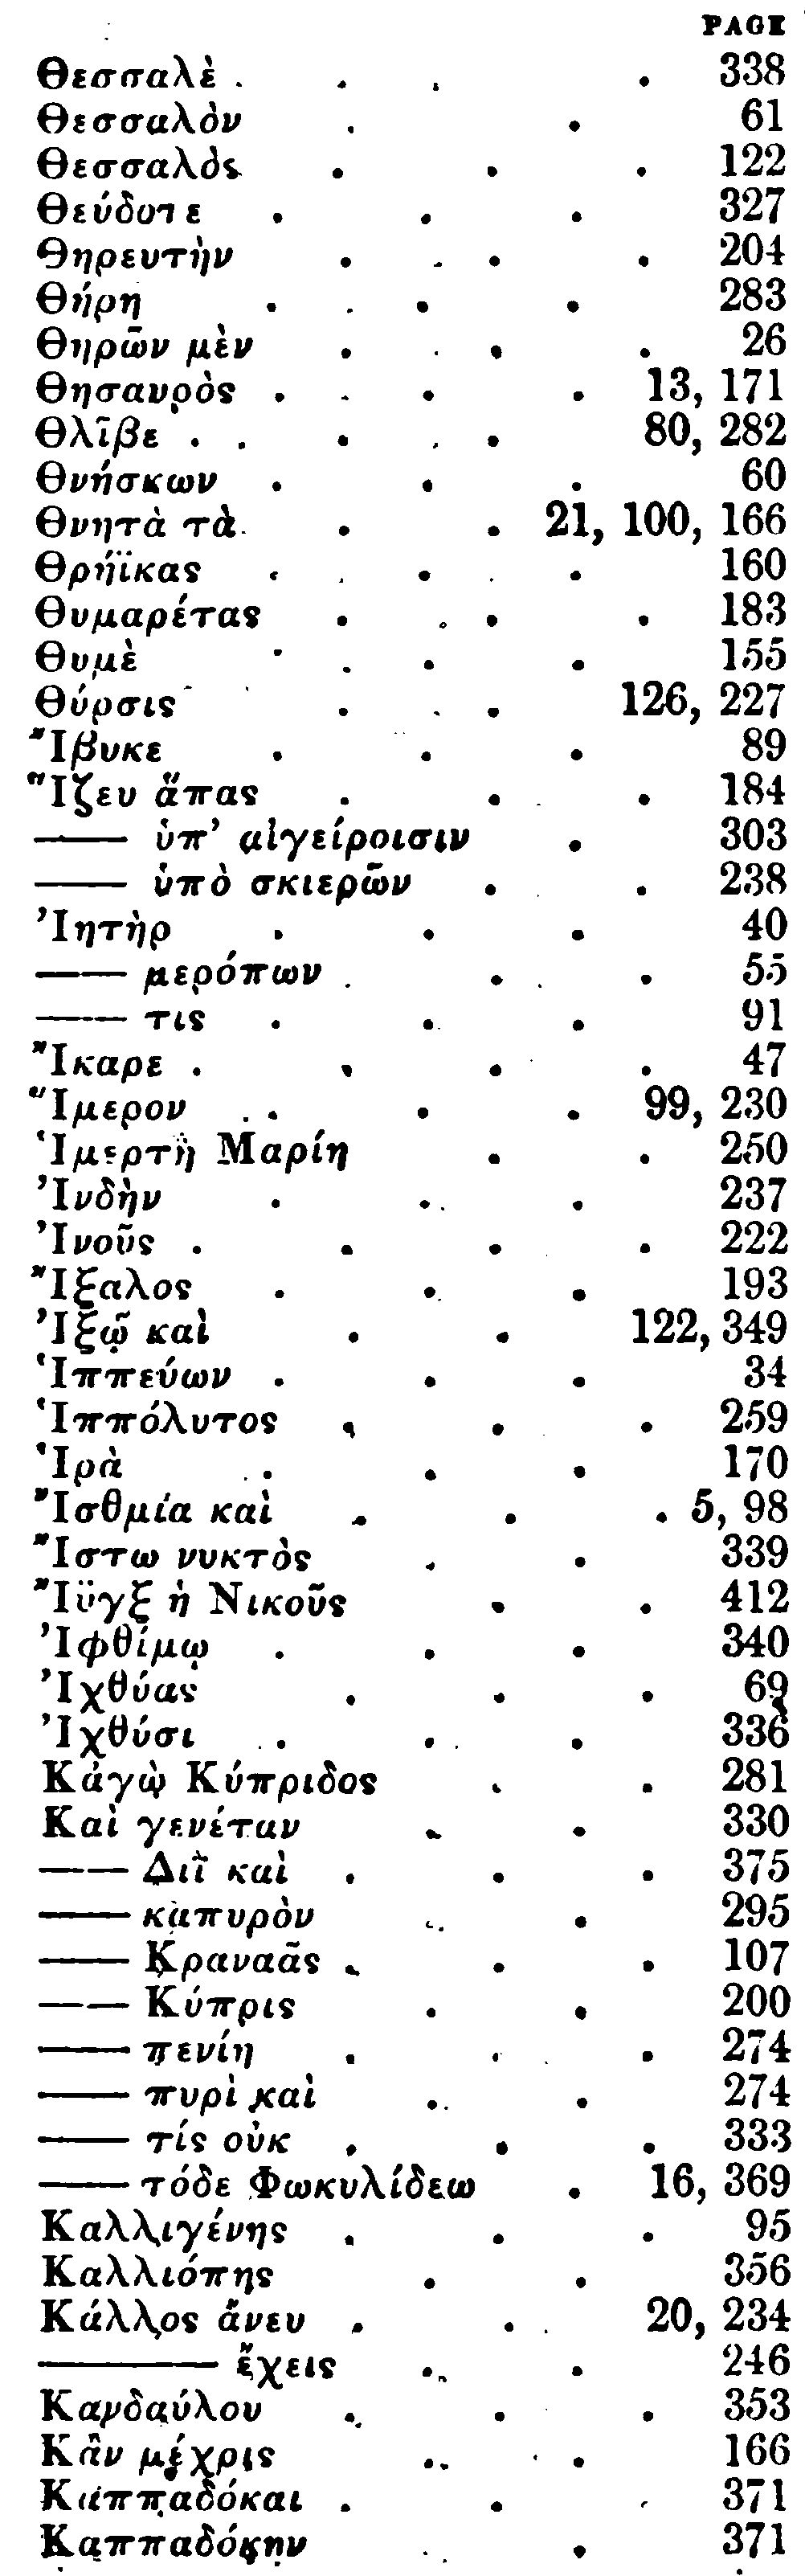 PAGE
Θεσσαλὲ . . . . 338
Θεσσαλὸν . . 61
Θεσσαλὸς . . . 122
Θεύδοτε . . . 327
Θηρευτὴν . . . 204
Θήρη . . . 283
Θηρῶν μὲν . . . 26
Θησαυρὸς . . . 13, 171
Θλῖβε . . . . 80, 282
Θνήσκων . . . 60
Θνητὰ τὰ . . 21, 100, 166
Θρήϊκας . . . 160
Θυμαρέτας . . . 183
Θυμὲ . . . 155
Θύρσις . . 126, 227
Ἴβυκε . . . 89
Ἵζευ ἅπας . . . 184
—— ὑπ’ αἰγείροισιν . 303
—— ὑπὸ σκιερῶν . . 238
Ἰητὴρ . . . 40
—— μερόπων . . . 55
—— τις . . . 91
Ἴκαρε . . . . 47
Ἵμερον . . . 99, 230
Ἱμερτὴ Μαρίη . . 250
Ἰνδὴν . . . 237
Ἰνοῦς . . . . 222
Ἴξαλος . . . 193
Ἰξῷ καὶ . . 122, 349
Ἱππεύων . . . 34
Ἱππόλυτος . . . 259
Ἱρὰ . . . 170
Ἴσθμία καὶ . . . 5, 98
Ἴστω νυκτὸς . . 339
Ἴϋγξ ἡ Νικοῦς . . 412
Ἰφθίμῳ . . . 340
Ἰχθύας . . . 69
Ἰχθύσι . . . 336
Κἀγὼ Κύπριδος . . 281
Καὶ γενέταν . . 330
—— Διῒ καὶ . . . 375
—— καπυρὸν . . 295
—— Κραναᾶς . . . 107
—— Κύπρις . . 200
—— πενίη . . . 274
—— πυρὶ καὶ . . 274
—— τίς οὐκ . . . 333
—— τόδε Φωκυλίδεω . 16, 369
Καλλιγένης . . . 95
Καλλιόπης . . 356
Κάλλος ἄνευ . . 20, 234
———— ἔχεις . . 246
Κανδαύλου . . . 353
Κἂν μέχρις . . 166
Καππαδόκαι . . . 371
Καππαδόκην . . 371